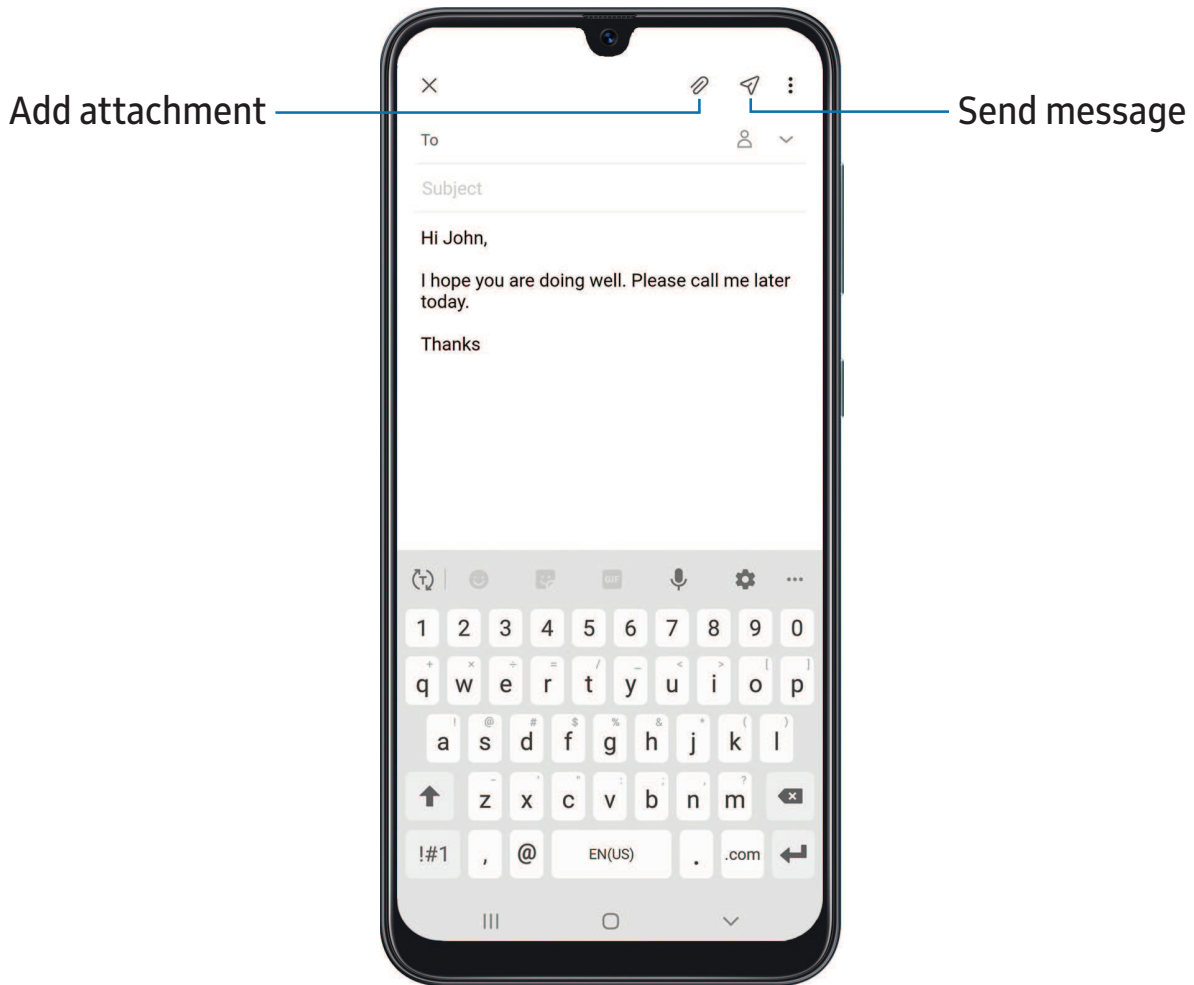 Add attachment
Send message
To
Subject
Hi John,
I hope you are doing well. Please call me later
today.
Thanks
T
GIF
1 2 3 4 5 6 7 8 9 0
+ × ÷ = / _ < > [ ]
q w e r t y u i o p
! @ # $ % & * ( )
a s d f g h j k l
- ' " : ; , ?
z x c v b n m
!#1 , @ EN(US) . .com